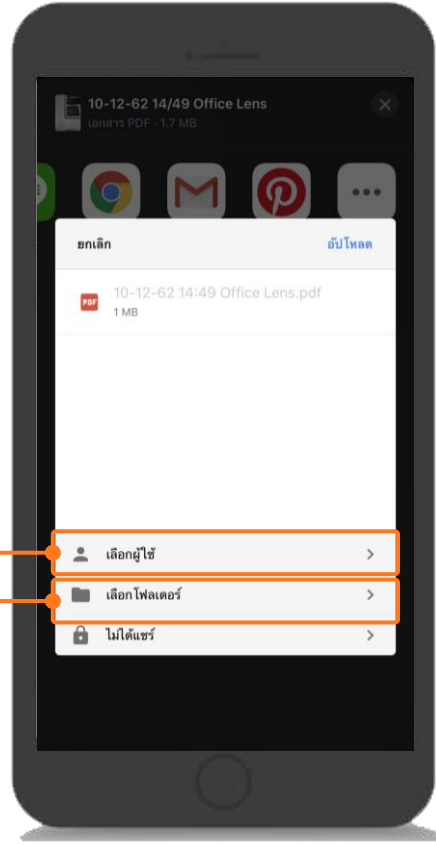 10-12-62 14/49 Office Lens
เอกสาร PDF - 1.7 MB
ยกเลิก อัปโหลด
PDF
10-12-62 14:49 Office Lens.pdf
1 MB
เลือกผู้ใช้
เลือกโฟลเดอร์
ไม่ได้แชร์